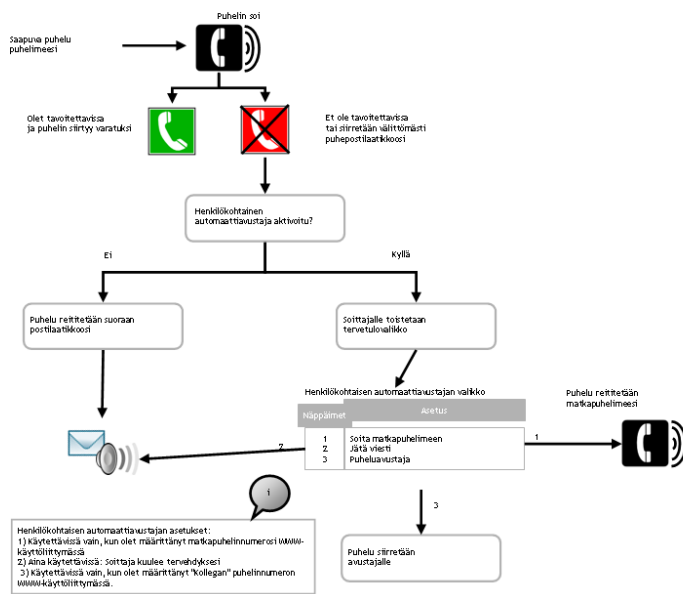 Puhelin soi
Saapuva puhelu
puhelimeesi
Olet tavoitettavissa
ja puhelin siirtyy varatuksi
Et ole tavoitettavissa
tai siirretään välittömästi
puhepostilaatikkoosi
Henkilökohtainen
automaattiavustaja aktivoitu?
Ei
Kyllä
Puhelu reititetään suoraan
postilaatikkoosi
Soittajalle toistetaan
tervetulovalikko
Henkilökohtaisen automaattiavustajan valikko
Puhelu reititetään
matkapuhelimeesi
Näppäimet
Asetus
1 Soita matkapuhelimeen
2 Jätä viesti
3 Puheluavustaja
1
2
3
i
Henkilökohtaisen automaattiavustajan asetukset:
1) Käytettävissä vain, kun olet määrittänyt matkapuhelinnumerosi WWW-
käyttöliittymässä
2) Aina käytettävissä: Soittaja kuulee tervehdyksesi
3) Käytettävissä vain, kun olet määrittänyt "Kollegan" puhelinnumeron
WWW-käyttöliittymässä.
Puhelu siirretään
avustajalle